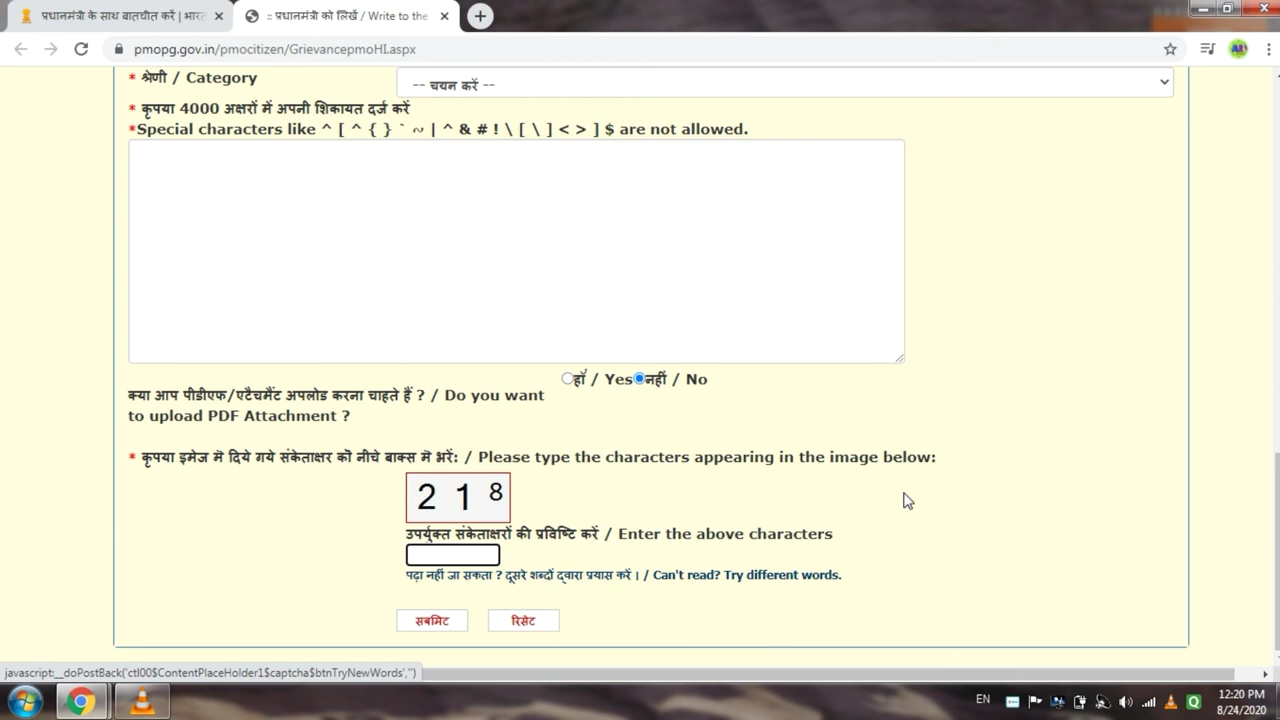 प्रधानमंत्री के साथ बातचीत करें | भारत
:: प्रधानमंत्री को लिखें / Write to the
pmopg.gov.in/pmocitizen/GrievancepmoHI.aspx
* श्रेणी / Category
-- चयन करें --
* कृपया 4000 अक्षरों में अपनी शिकायत दर्ज करें
*Special characters like ^ [ ^ { } ` ~ | ^ & # ! \ [ \ ] < > ] $ are not allowed.
हाँ / Yes नहीं / No
क्या आप पीडीएफ/एटैचमैंट अपलोड करना चाहते हैं ? / Do you want
to upload PDF Attachment ?
* कृपया इमेज में दिये गये संकेताक्षर को नीचे बाक्स में भरें: / Please type the characters appearing in the image below:
2 1 8
उपर्युक्त संकेताक्षरों की प्रविष्टि करें / Enter the above characters
पढ़ा नहीं जा सकता ? दूसरे शब्दों द्वारा प्रयास करें । / Can't read? Try different words.
सबमिट रिसेट
javascript:__doPostBack('ctl00$ContentPlaceHolder1$captcha$btnTryNewWords','')
EN
12:20 PM
8/24/2020